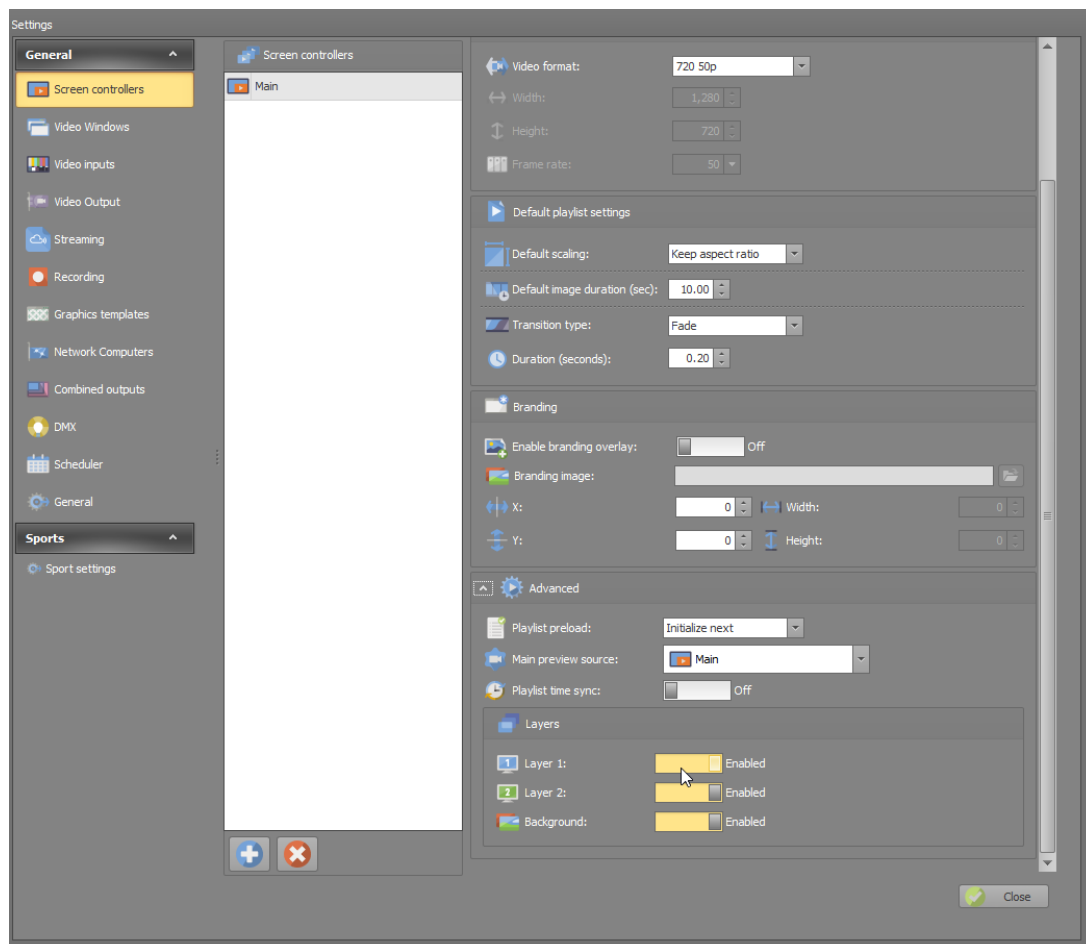 Settings
General
Screen controllers
Video Windows
Video inputs
Video Output
Streaming
Recording
Graphics templates
Network Computers
Combined outputs
DMX
Scheduler
General
Sports
Sport settings
Screen controllers
Main
Video format: 720 50p
Width: 1,280
Height: 720
Frame rate: 50
Default playlist settings
Default scaling: Keep aspect ratio
Default image duration (sec): 10.00
Transition type: Fade
Duration (seconds): 0.20
Branding
Enable branding overlay: Off
Branding image:
X: 0 Width: 0
Y: 0 Height: 0
Advanced
Playlist preload: Initialize next
Main preview source: Main
Playlist time sync: Off
Layers
1 Layer 1: Enabled
2 Layer 2: Enabled
Background: Enabled
Close